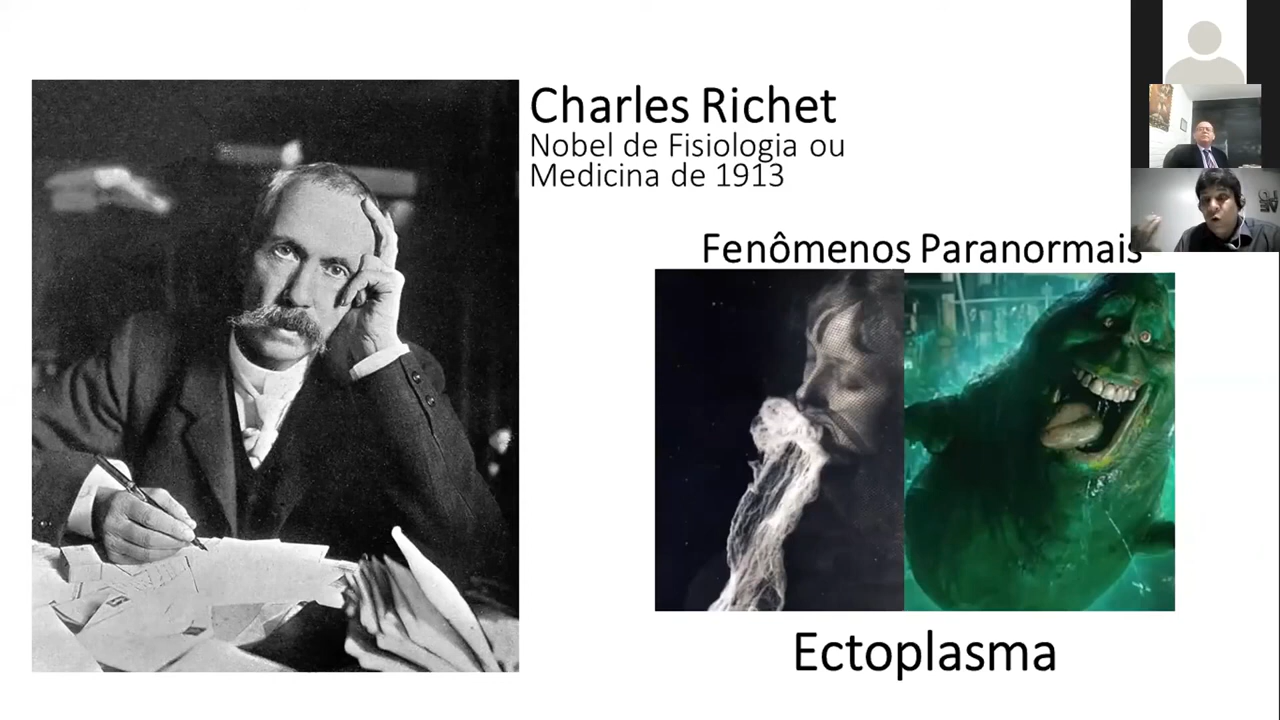 Charles Richet
Nobel de Fisiologia ou
Medicina de 1913
Fenômenos Paranormais
Ectoplasma